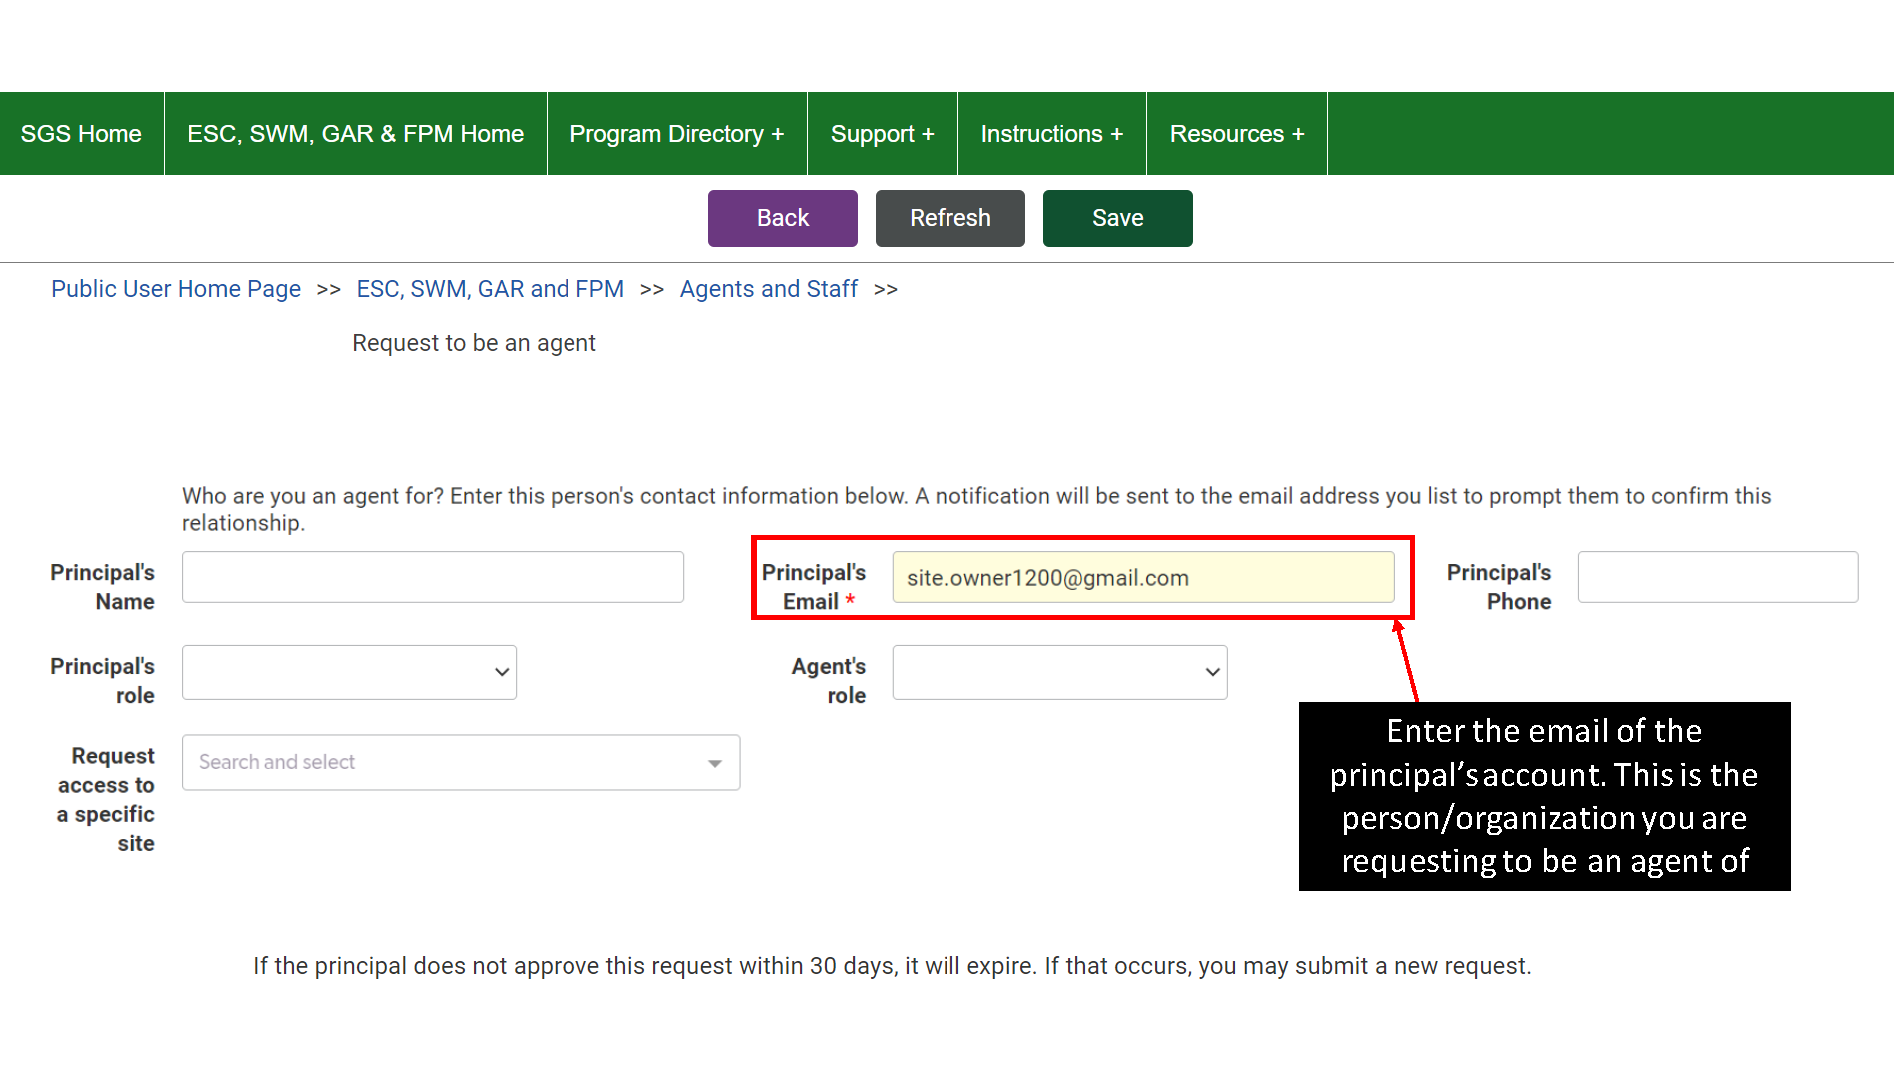 SGS Home ESC, SWM, GAR & FPM Home Program Directory + Support + Instructions + Resources +
Back Refresh Save
Public User Home Page >> ESC, SWM, GAR and FPM >> Agents and Staff >>
Request to be an agent
Who are you an agent for? Enter this person's contact information below. A notification will be sent to the email address you list to prompt them to confirm this
relationship.
Principal's
Name
Principal's
Email *
site.owner1200@gmail.com
Principal's
Phone
Principal's
role
Agent's
role
Request
access to
a specific
site
Search and select
Enter the email of the
principal’s account. This is the
person/organization you are
requesting to be an agent of
If the principal does not approve this request within 30 days, it will expire. If that occurs, you may submit a new request.